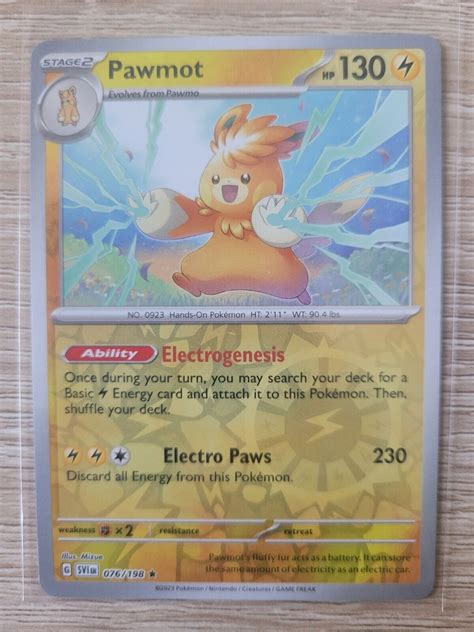 STAGE2 Pawmot HP 130
Evolves from Pawmo
NO. 0923 Hands-On Pokémon HT: 2'11" WT: 90.4 lbs.
Ability Electrogenesis
Once during your turn, you may search your deck for a
Basic Energy card and attach it to this Pokémon. Then,
shuffle your deck.
Electro Paws 230
Discard all Energy from this Pokémon.
weakness ×2 resistance retreat
Illus. Mizue
G SVI EN 076/198 ★
Pawmot's fluffy fur acts as a battery. It can store
the same amount of electricity as an electric car.
©2023 Pokémon / Nintendo / Creatures / GAME FREAK